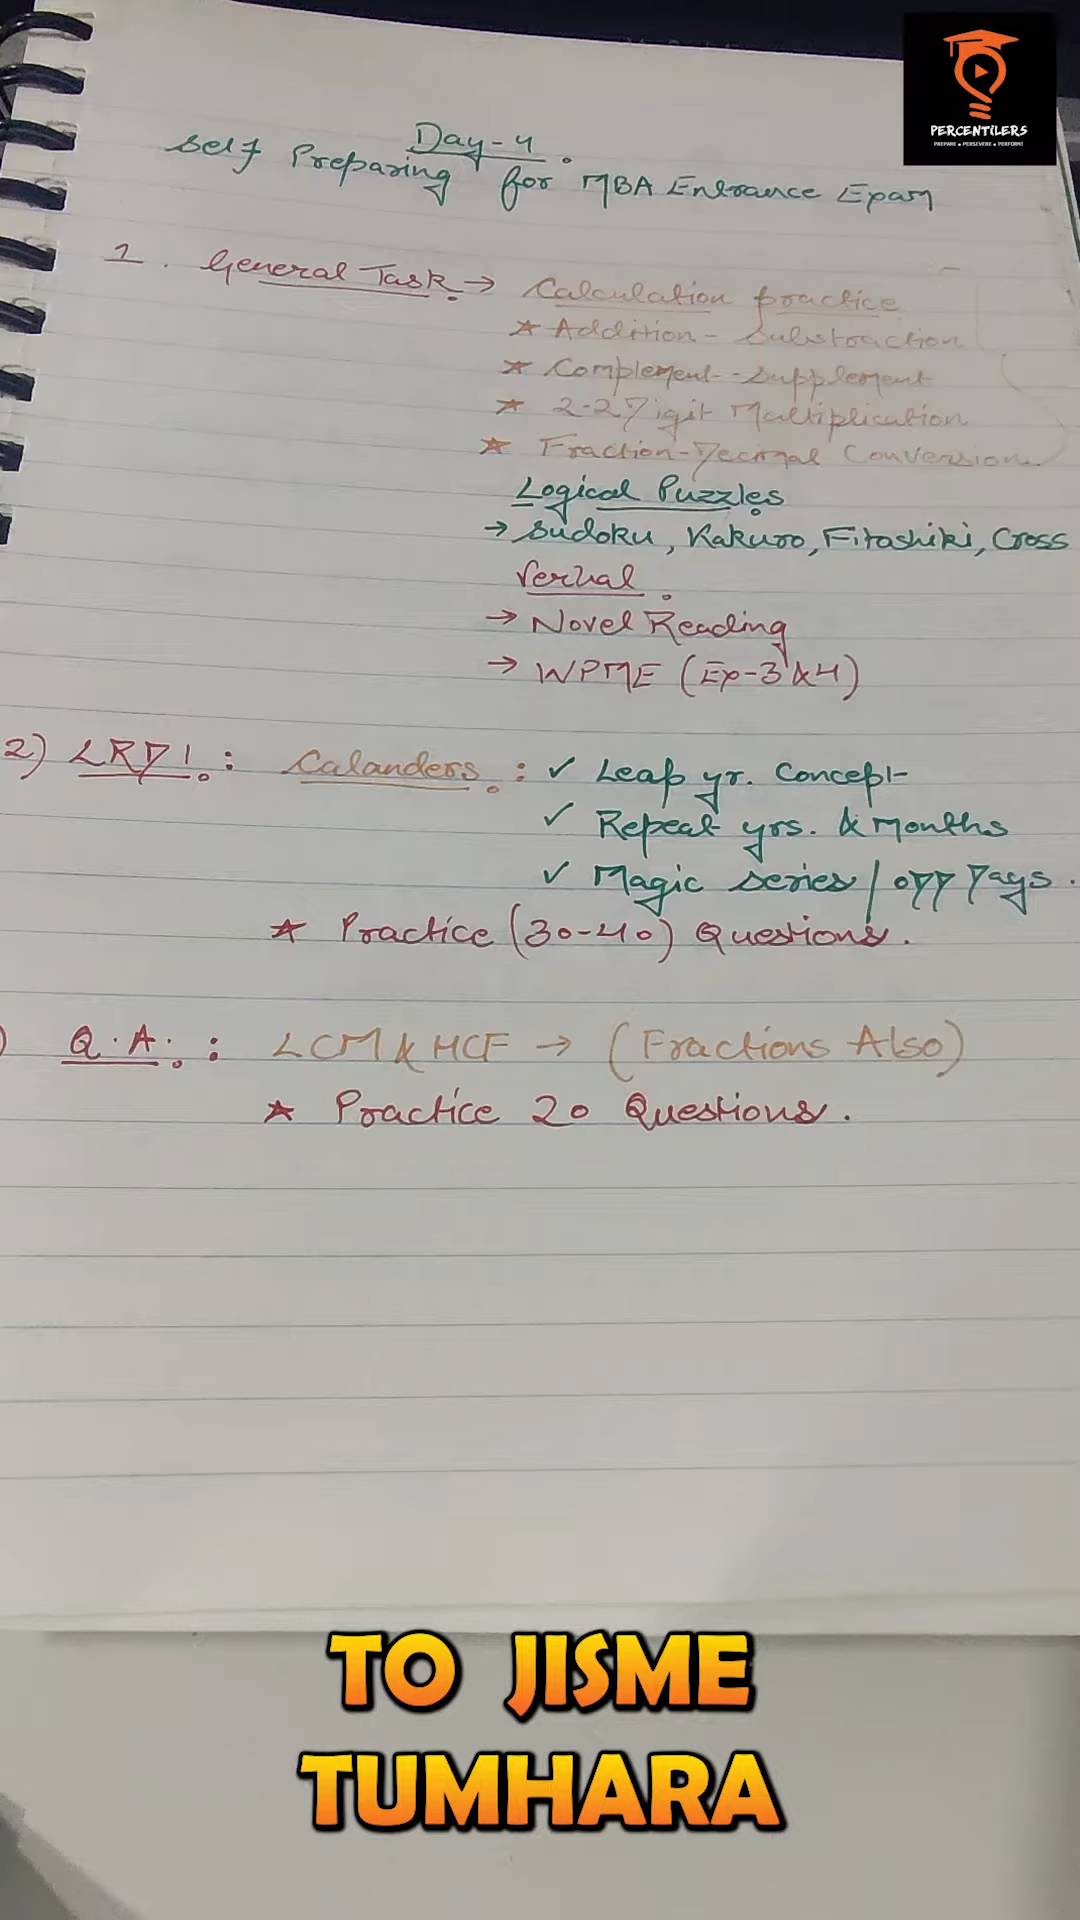 PERCENTILERS
PREPARE • PERSEVERE • PERFORM
Day-4.
Self Preparing for MBA Entrance Exam
1. General Task → Calculation practice
★ Addition - Substraction
★ Complement - Supplement
★ 2-2 Digit Multiplication
★ Fraction-Decimal Conversion.
Logical Puzzles
→ Sudoku, Kakuro, Fitashiki, Cross
Verbal.
→ Novel Reading
→ WPME (Ex-3 & 4)
2) LRDI : Calanders : ✓ Leap yr. Concept
✓ Repeat yrs. & Months
✓ Magic series / ODD Days.
★ Practice (30-40) Questions.
) Q.A. : LCM & HCF → (Fractions Also)
★ Practice 20 Questions.
TO JISME
TUMHARA